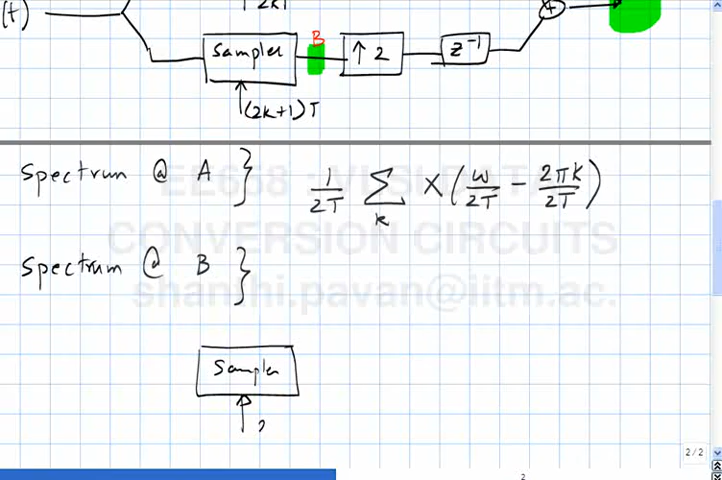 (t)
2kT
Sampler
B
↑ 2
z⁻¹
+
(2k+1)T
Spectrum @ A } 1/2T Σ_k X(ω/2T − 2πk/2T)
EE658 : VLSI DATA
CONVERSION CIRCUITS
Spectrum @ B }
shanthi.pavan@iitm.ac.
Sampler
2/2
2